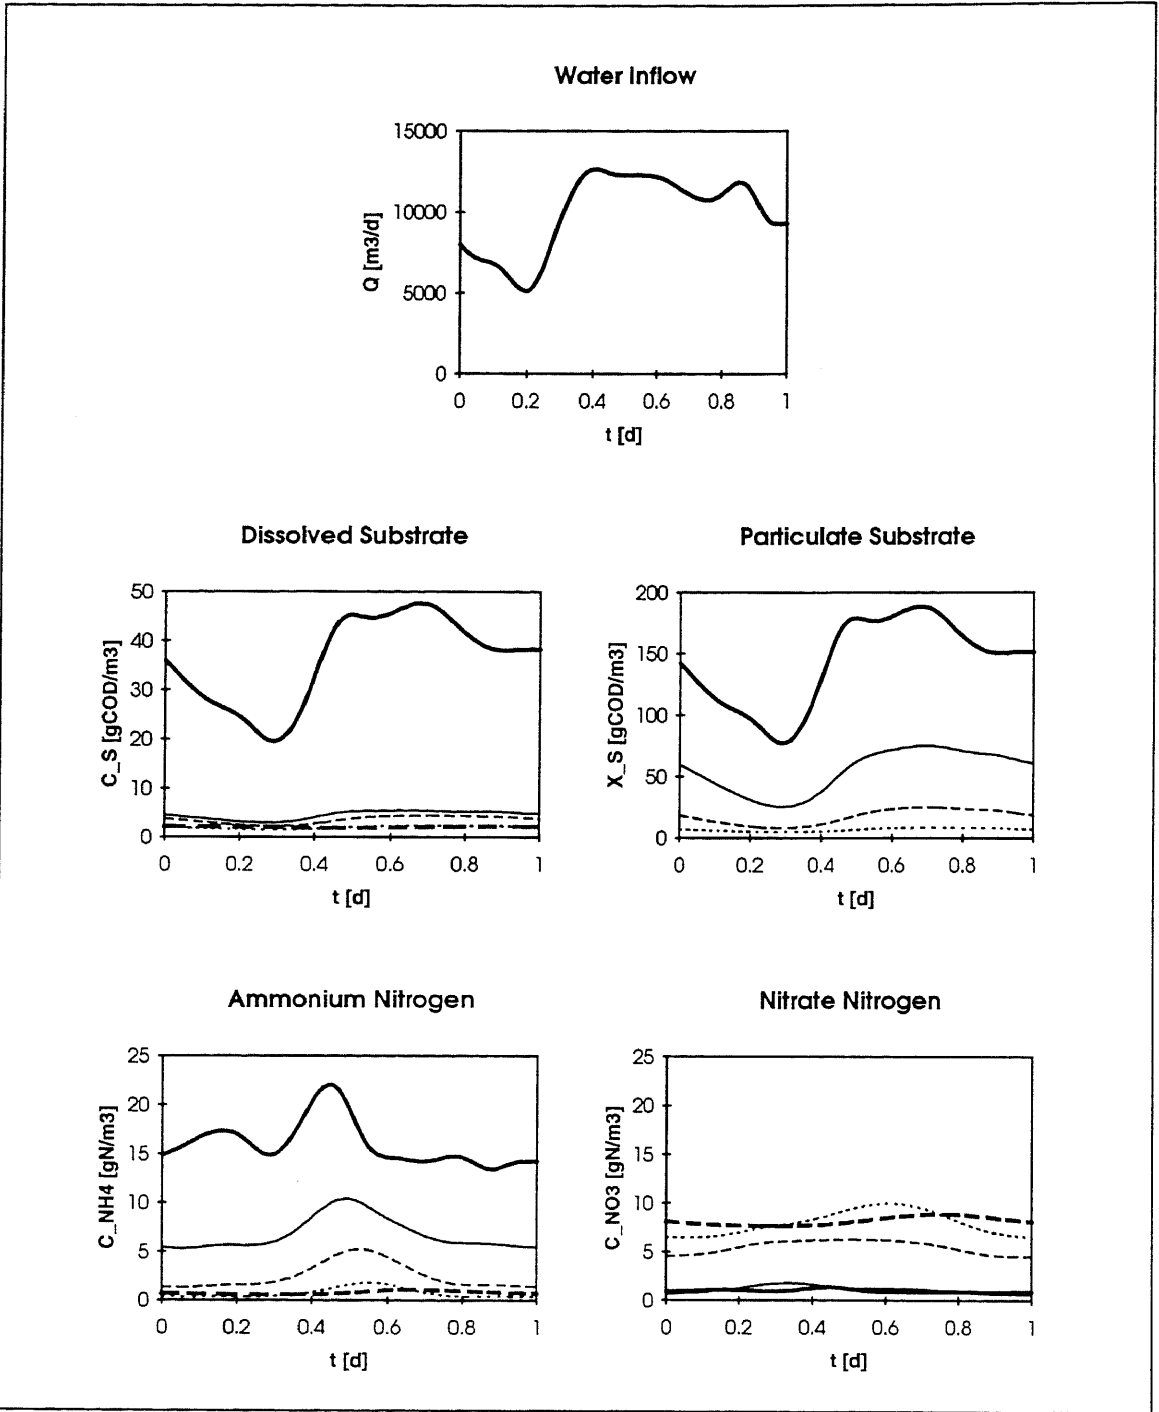 Water Inflow
15000
10000
5000
0
Q [m3/d]
0 0.2 0.4 0.6 0.8 1
t [d]
Dissolved Substrate
50
40
30
20
10
0
C_S [gCOD/m3]
0 0.2 0.4 0.6 0.8 1
t [d]
Particulate Substrate
200
150
100
50
0
X_S [gCOD/m3]
0 0.2 0.4 0.6 0.8 1
t [d]
Ammonium Nitrogen
25
20
15
10
5
0
C_NH4 [gN/m3]
0 0.2 0.4 0.6 0.8 1
t [d]
Nitrate Nitrogen
25
20
15
10
5
0
C_NO3 [gN/m3]
0 0.2 0.4 0.6 0.8 1
t [d]